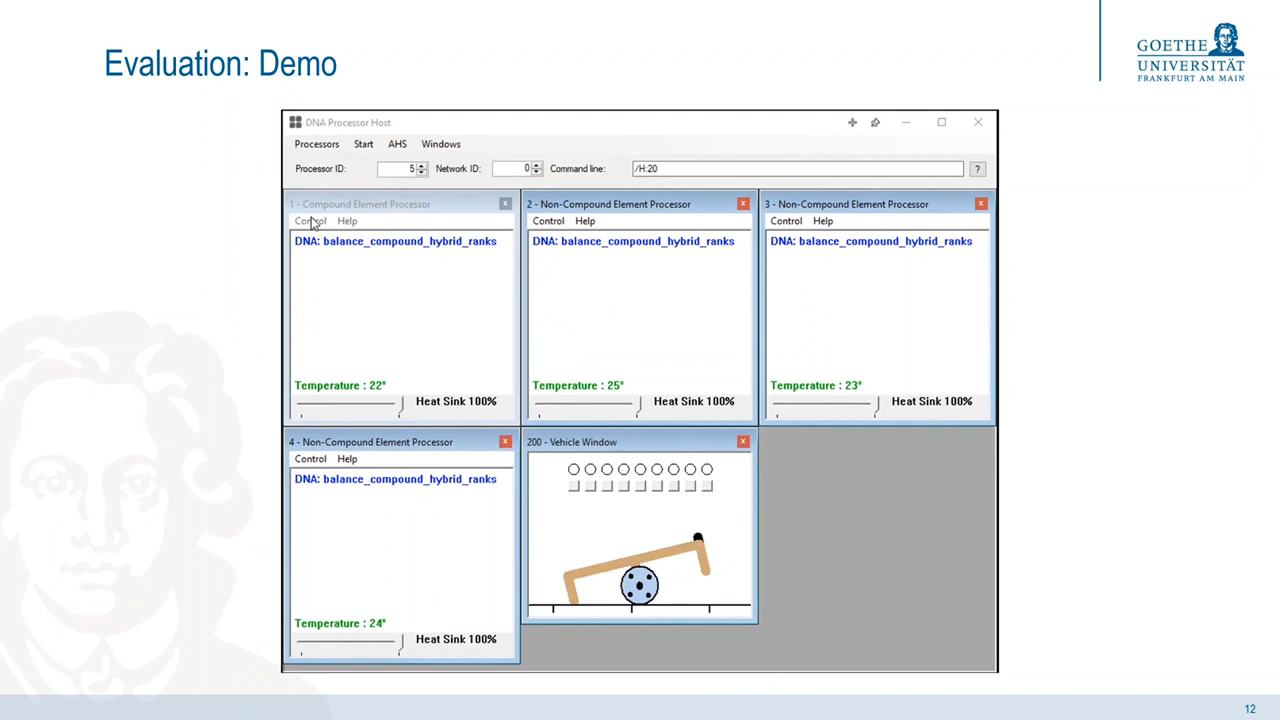 Evaluation: Demo
GOETHE
UNIVERSITÄT
FRANKFURT AM MAIN
DNA Processor Host
Processors Start AHS Windows
Processor ID: 5 Network ID: 0 Command line: /H:20 ?
1 - Compound Element Processor
Control Help
DNA: balance_compound_hybrid_ranks
Temperature : 22°
Heat Sink 100%
2 - Non-Compound Element Processor
Control Help
DNA: balance_compound_hybrid_ranks
Temperature : 25°
Heat Sink 100%
3 - Non-Compound Element Processor
Control Help
DNA: balance_compound_hybrid_ranks
Temperature : 23°
Heat Sink 100%
4 - Non-Compound Element Processor
Control Help
DNA: balance_compound_hybrid_ranks
Temperature : 24°
Heat Sink 100%
200 - Vehicle Window
12